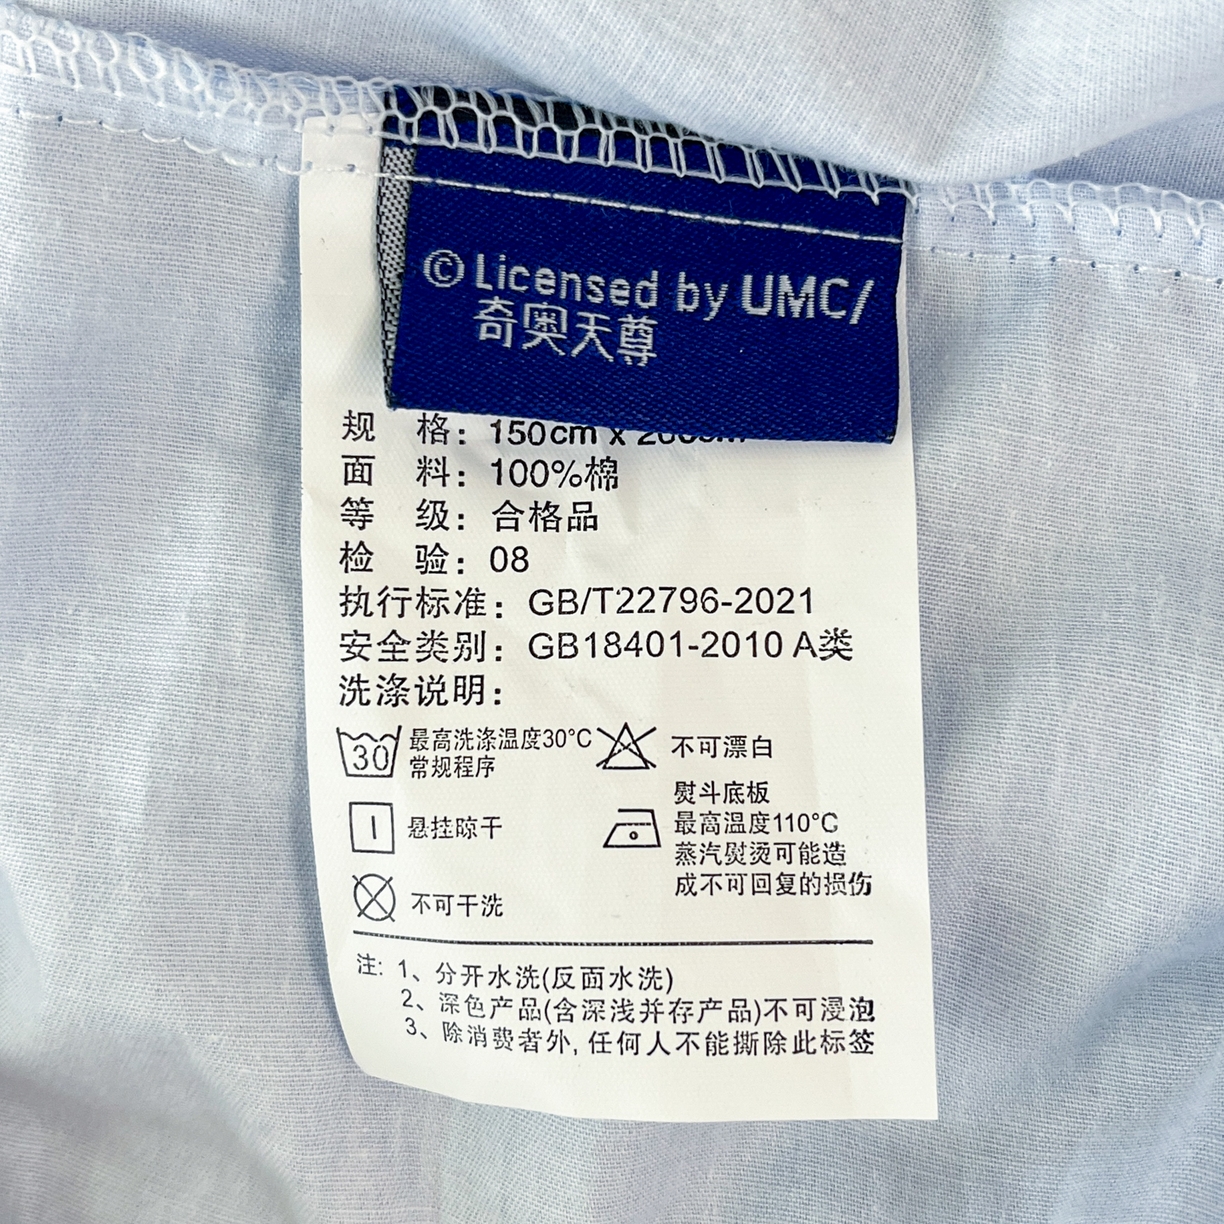 ©Licensed by UMC/
奇奥天尊
规 格：150cm x
面 料：100%棉
等 级：合格品
检 验：08
执行标准：GB/T22796-2021
安全类别：GB18401-2010 A类
洗涤说明：
30 最高洗涤温度30°C
常规程序
不可漂白
悬挂晾干
熨斗底板
最高温度110°C
蒸汽熨烫可能造
成不可回复的损伤
不可干洗
注: 1、分开水洗(反面水洗)
2、深色产品(含深浅并存产品)不可浸泡
3、除消费者外, 任何人不能撕除此标签